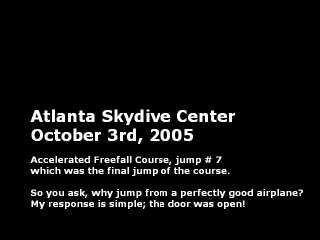 Atlanta Skydive Center
October 3rd, 2005
Accelerated Freefall Course, jump # 7
which was the final jump of the course.
So you ask, why jump from a perfectly good airplane?
My response is simple; the door was open!